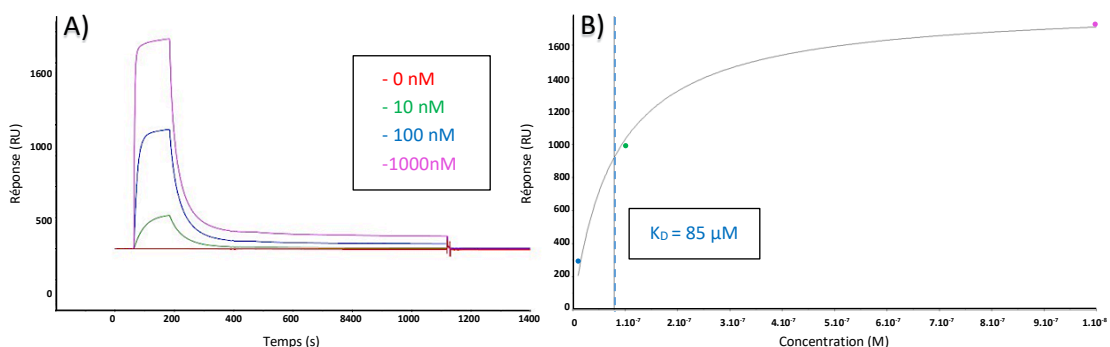 A)
Réponse (RU)
1600
1000
500
0
- 0 nM
- 10 nM
- 100 nM
-1000nM
0
200
400
600
8400
1000
1200
1400
Temps (s)
B)
Réponse (RU)
1600
1400
1200
1000
800
600
400
200
0
K_D = 85 µM
0
1.10⁻⁷
2.10⁻⁷
3.10⁻⁷
4.10⁻⁷
5.10⁻⁷
6.10⁻⁷
7.10⁻⁷
8.10⁻⁷
9.10⁻⁷
1.10⁻⁸
Concentration (M)